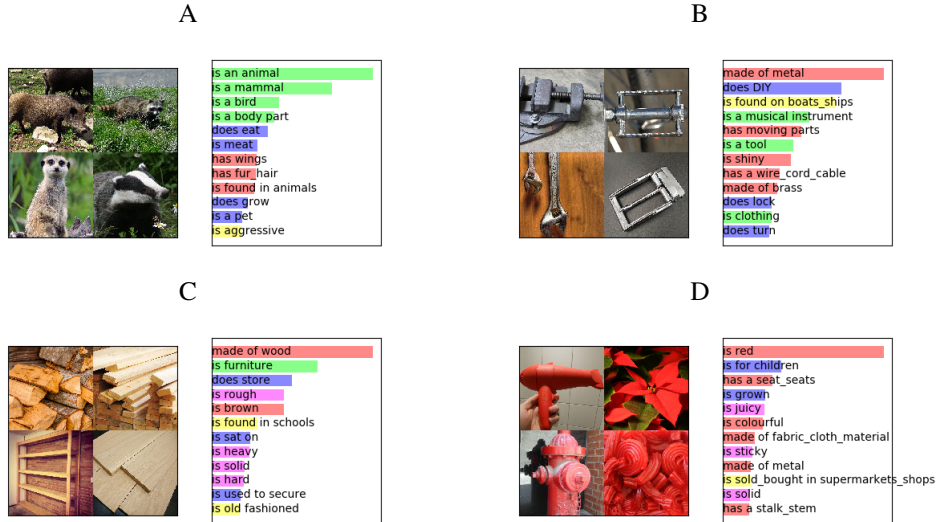 A
is an animal
is a mammal
is a bird
is a body part
does eat
is meat
has wings
has fur_hair
is found in animals
does grow
is a pet
is aggressive
B
made of metal
does DIY
is found on boats_ships
is a musical instrument
has moving parts
is a tool
is shiny
has a wire_cord_cable
made of brass
does lock
is clothing
does turn
C
made of wood
is furniture
does store
is rough
is brown
is found in schools
is sat on
is heavy
is solid
is hard
is used to secure
is old fashioned
D
is red
is for children
has a seat_seats
is grown
is juicy
is colourful
made of fabric_cloth_material
is sticky
made of metal
is sold_bought in supermarkets_shops
is solid
has a stalk_stem